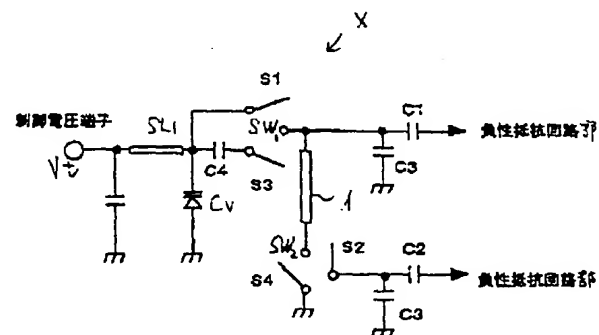 X
S1
制御電圧端子
SL1
SW1
C1
負性抵抗回路部
Vt
C4
S3
C3
Cv
1
SW2
S2
S4
C2
負性抵抗回路部
C3